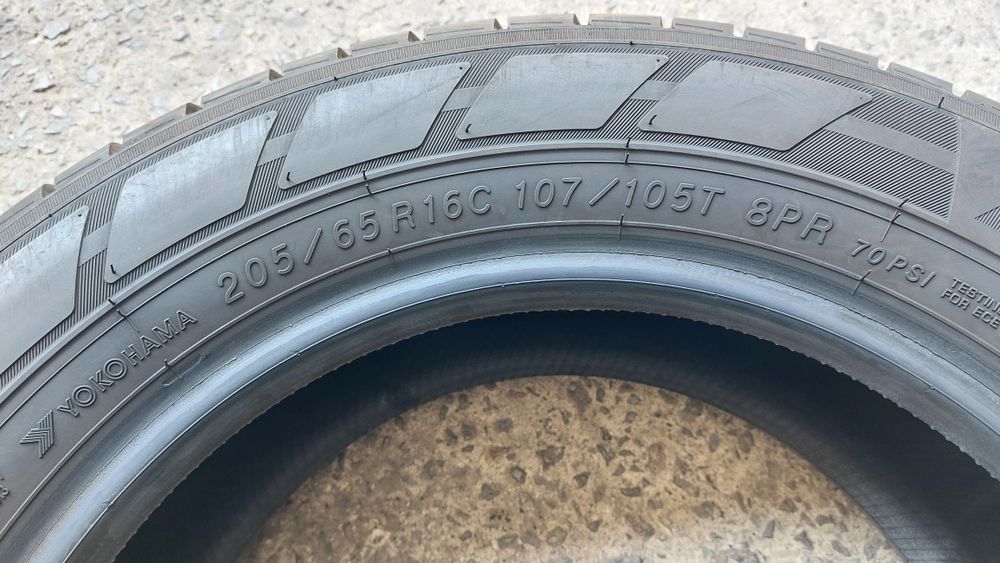 YOKOHAMA
205/65R16C 107/105T 8PR 70PSI
TESTING
FOR ECE